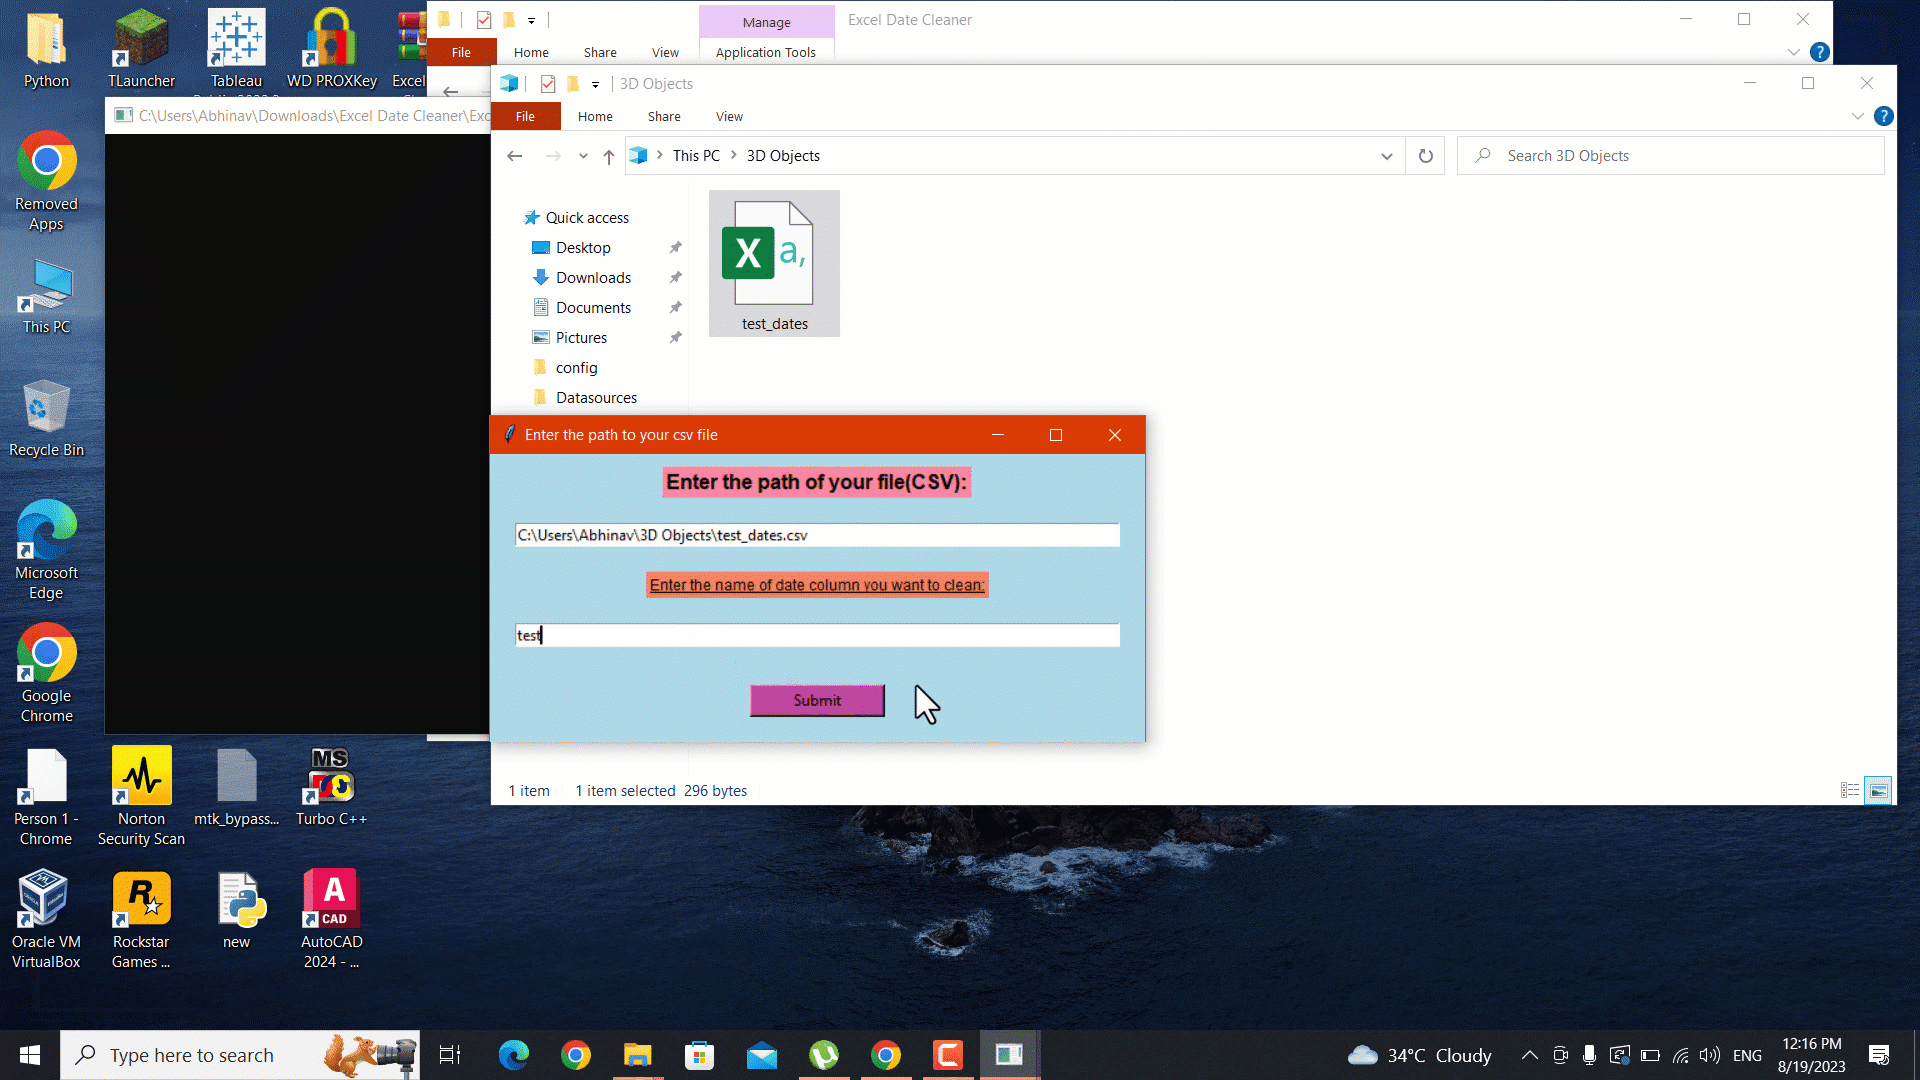 Python
TLauncher
Tableau
WD PROXKey
Excel
Manage
Excel Date Cleaner
File
Home
Share
View
Application Tools
3D Objects
C:\Users\Abhinav\Downloads\Excel Date Cleaner\Exc
File
Home
Share
View
This PC
3D Objects
Search 3D Objects
Removed
Apps
Quick access
Desktop
Downloads
Documents
Pictures
config
Datasources
X a,
test_dates
This PC
Recycle Bin
Enter the path to your csv file
Enter the path of your file(CSV):
C:\Users\Abhinav\3D Objects\test_dates.csv
Enter the name of date column you want to clean:
test
Submit
Microsoft
Edge
Google
Chrome
1 item
1 item selected 296 bytes
Person 1 -
Chrome
Norton
Security Scan
mtk_bypass...
MS
Turbo C++
Oracle VM
VirtualBox
R
Rockstar
Games ...
new
A
CAD
AutoCAD
2024 - ...
Type here to search
34°C Cloudy
ENG
12:16 PM
8/19/2023